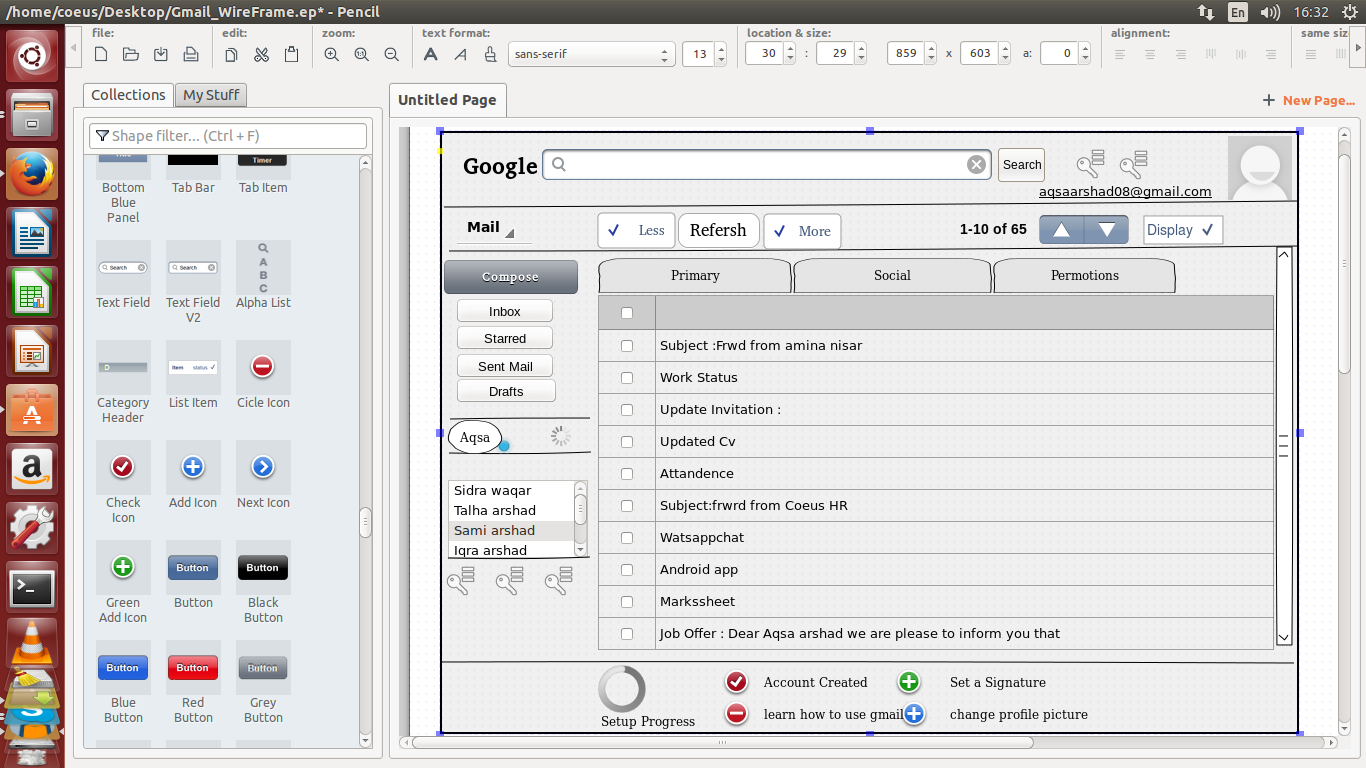 /home/coeus/Desktop/Gmail_WireFrame.ep* - Pencil
En
16:32
file:
edit:
zoom:
text format:
location & size:
alignment:
same size
1:1
A
A
sans-serif
13
30
:
29
859
x
603
a:
0
Collections
My Stuff
Untitled Page
+ New Page...
Shape filter... (Ctrl + F)
Timer
Bottom Blue Panel
Tab Bar
Tab Item
Search
Search
A
B
C
Text Field
Text Field V2
Alpha List
D
Item
status
Category Header
List Item
Cicle Icon
Check Icon
Add Icon
Next Icon
Button
Button
Green Add Icon
Button
Black Button
Button
Button
Button
Blue Button
Red Button
Grey Button
Google
Search
aqsaarshad08@gmail.com
Mail
Less
Refersh
More
1-10 of 65
Display
Compose
Primary
Social
Permotions
Inbox
Starred
Sent Mail
Drafts
Aqsa
Sidra waqar
Talha arshad
Sami arshad
Iqra arshad
Subject :Frwd from amina nisar
Work Status
Update Invitation :
Updated Cv
Attandence
Subject:frwrd from Coeus HR
Watsappchat
Android app
Markssheet
Job Offer : Dear Aqsa arshad we are please to inform you that
Setup Progress
Account Created
Set a Signature
learn how to use gmail
change profile picture